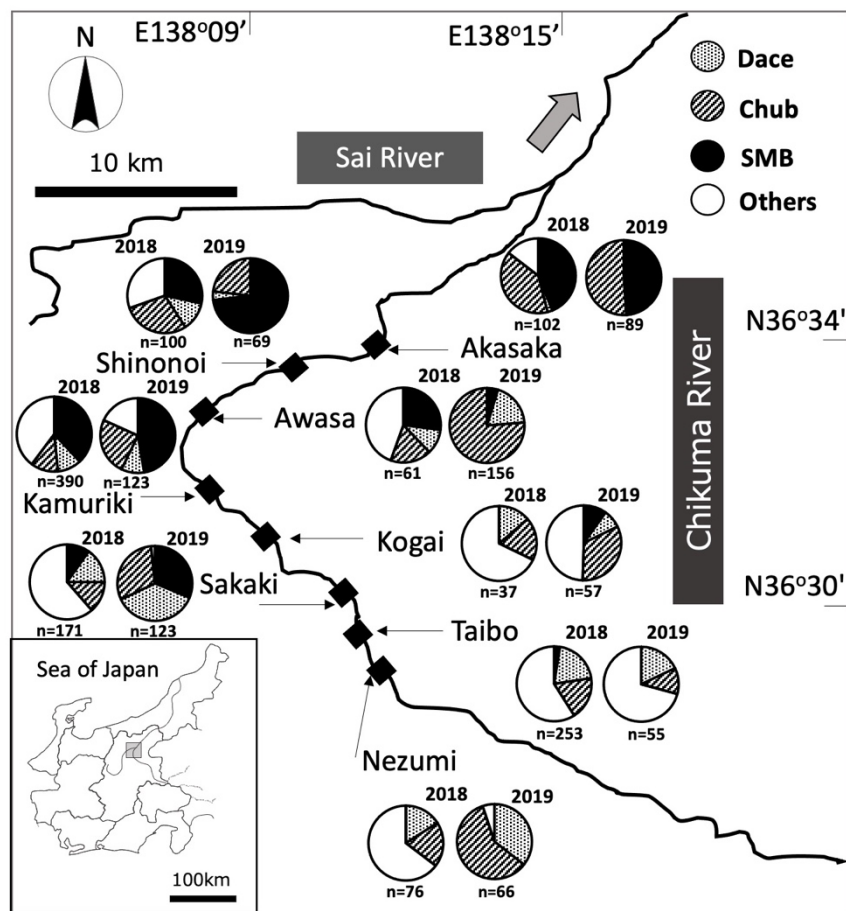 E138°09′ E138°15′
N
Dace
Chub
SMB
Others
10 km
Sai River
2018 2019
n=100 n=69
Shinonoi
2018 2019
n=102 n=89
Akasaka
N36°34'
Chikuma River
2018 2019
n=390 n=123
Kamuriki
Awasa
2018 2019
n=61 n=156
Kogai
2018 2019
n=37 n=57
2018 2019
Sakaki
n=171 n=123
N36°30'
Taibo
2018 2019
n=253 n=55
Nezumi
2018 2019
n=76 n=66
Sea of Japan
100km